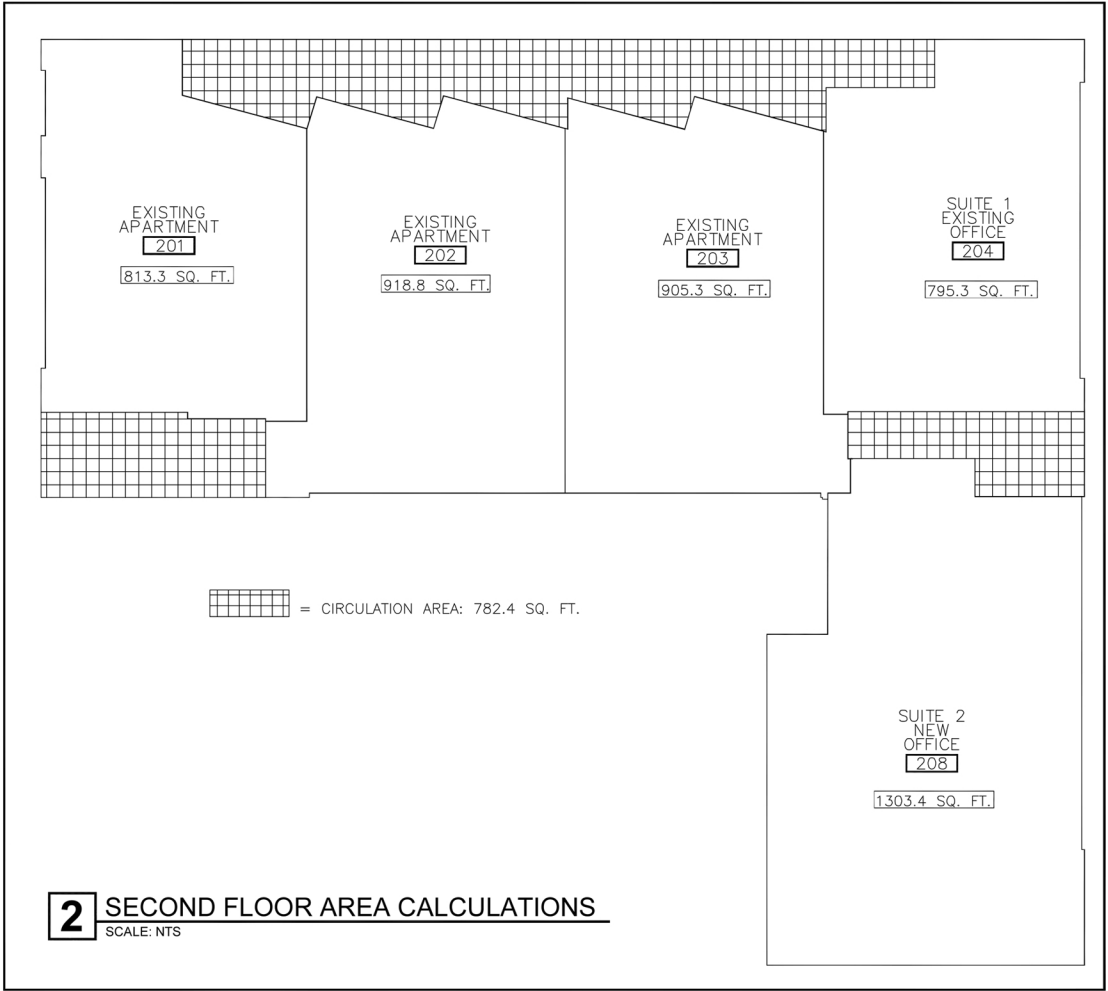 EXISTING
APARTMENT
201
813.3 SQ. FT.
EXISTING
APARTMENT
202
918.8 SQ. FT.
EXISTING
APARTMENT
203
905.3 SQ. FT.
SUITE 1
EXISTING
OFFICE
204
795.3 SQ. FT.
= CIRCULATION AREA: 782.4 SQ. FT.
SUITE 2
NEW
OFFICE
208
1303.4 SQ. FT.
2 SECOND FLOOR AREA CALCULATIONS
SCALE: NTS